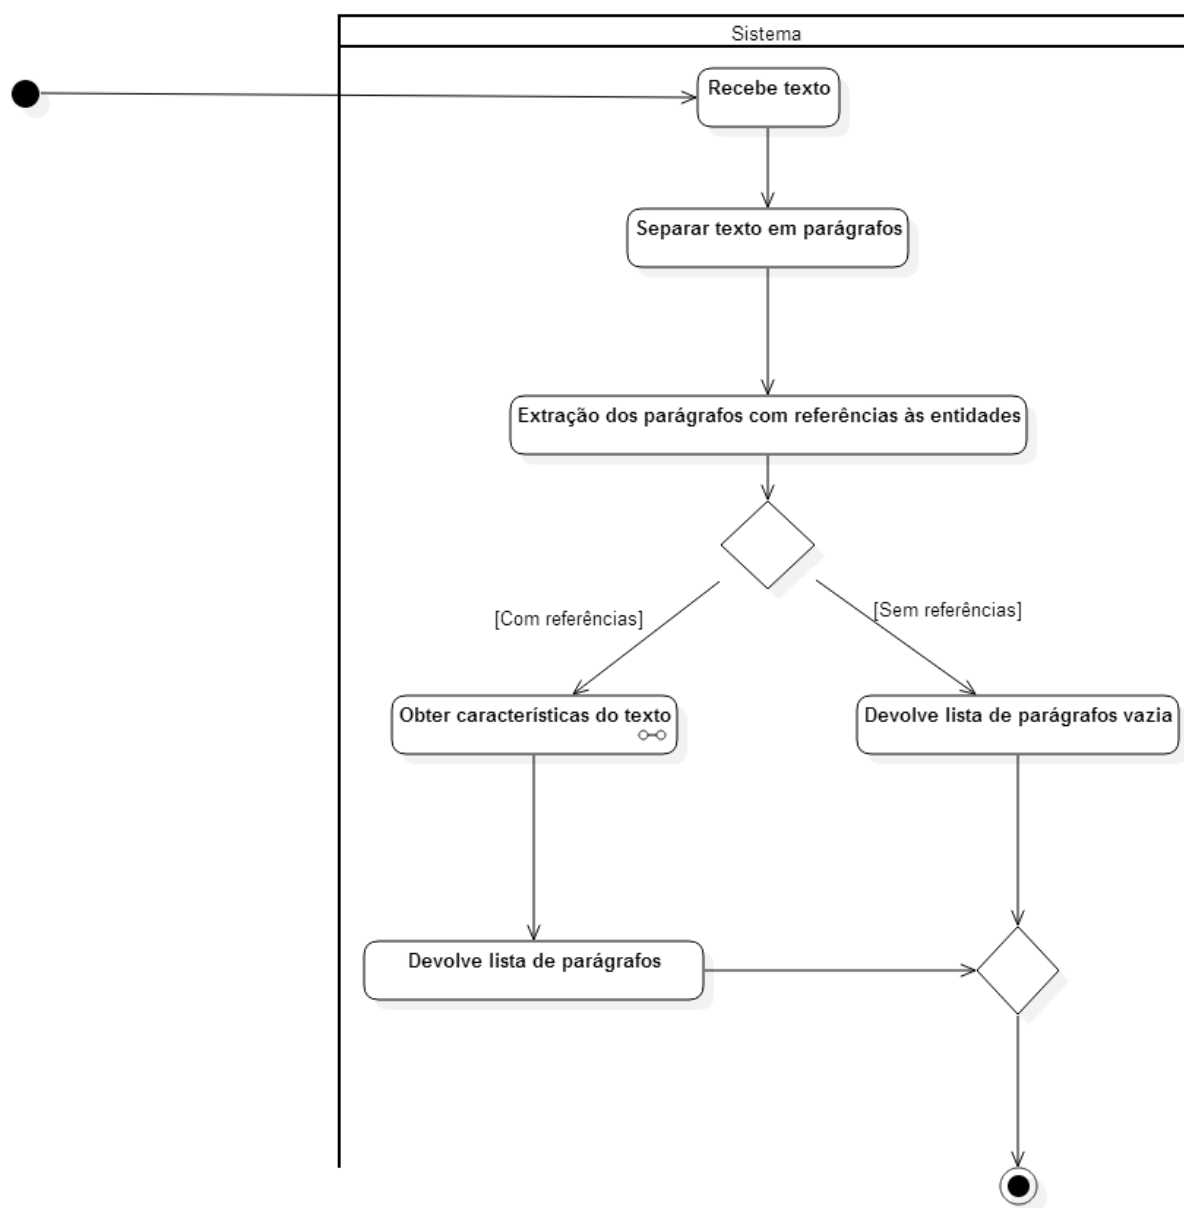 Sistema
Recebe texto
Separar texto em parágrafos
Extração dos parágrafos com referências às entidades
[Com referências]
[Sem referências]
Obter características do texto
Devolve lista de parágrafos vazia
Devolve lista de parágrafos